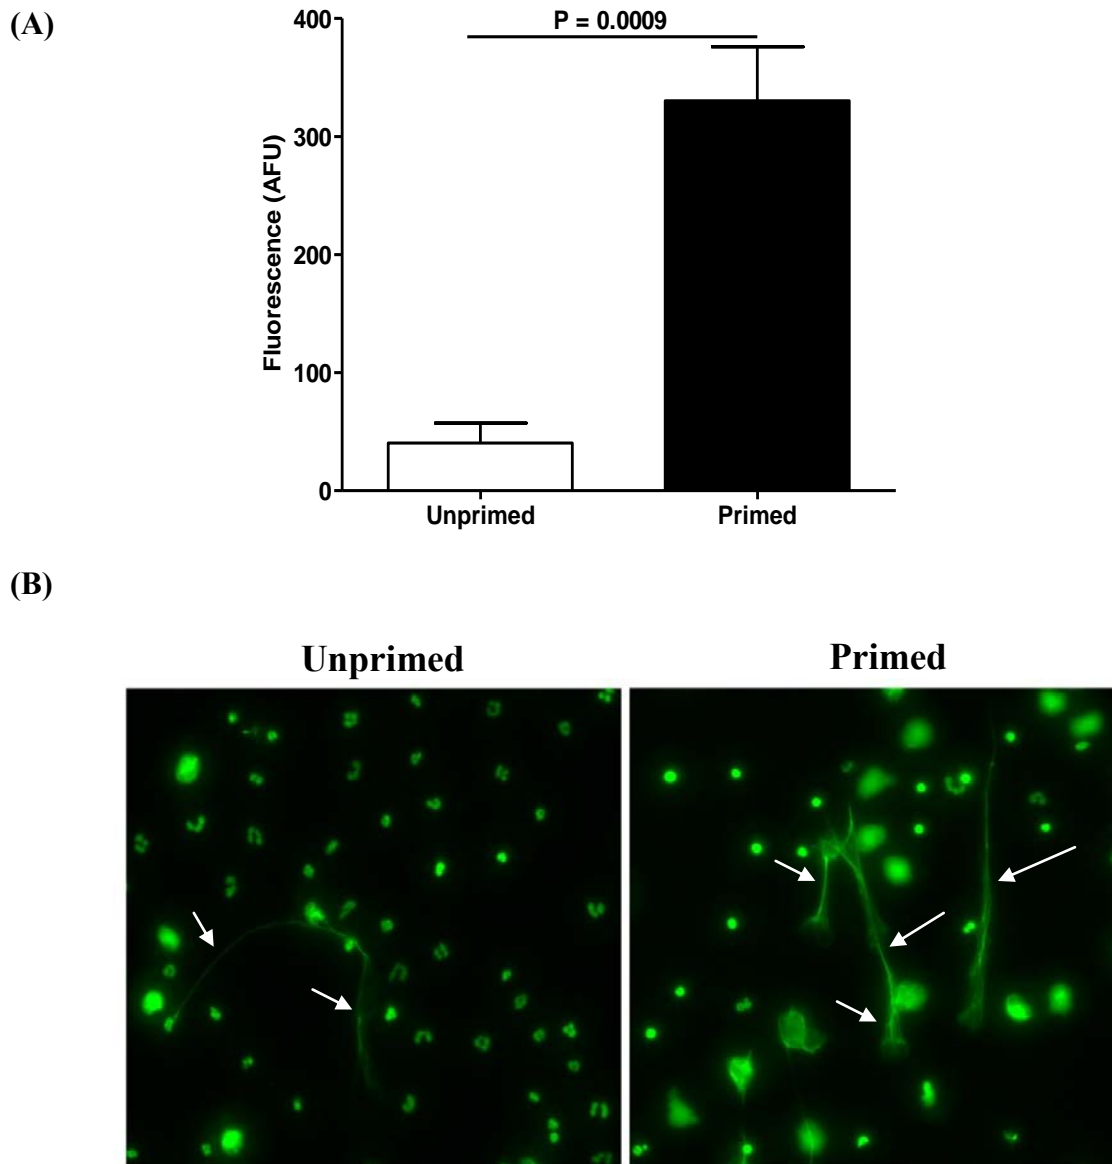 (A)
P = 0.0009
400
300
200
100
0
Fluorescence (AFU)
Unprimed Primed
(B)
Unprimed Primed